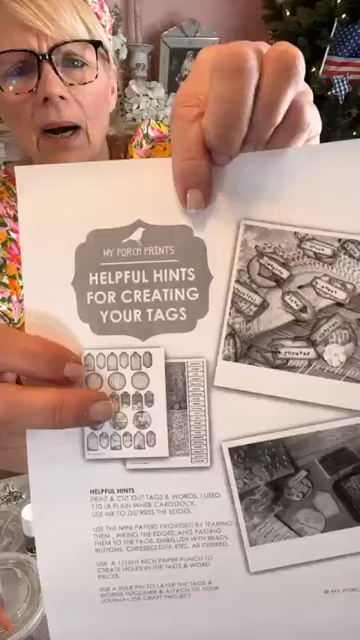 MY PORCH PRINTS
HELPFUL HINTS
FOR CREATING
YOUR TAGS
HELPFUL HINTS
PRINT & CUT OUT TAGS & WORDS. I USED
110 LB PLAIN WHITE CARDSTOCK.
USE INK TO DISTRESS THE EDGES.
USE THE MINI PAPERS PROVIDED BY TEARING
THEM, INKING THE EDGES, AND PASTING
THEM TO THE TAGS. EMBELLISH WITH BEADS,
BUTTONS, CHEESECLOTH, ETC., AS DESIRED.
USE A 1/16TH INCH PAPER PUNCH TO
CREATE HOLES IN THE TAGS & WORD
PIECES.
USE A BULB PIN TO LAYER THE TAGS &
WORDS TOGETHER & ATTACH TO YOUR
JOURNAL OR CRAFT PROJECT
forever
© MY PORCH